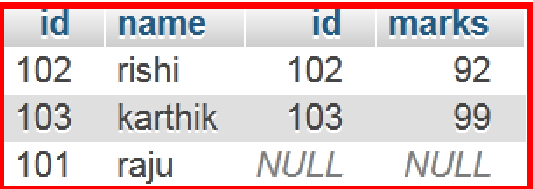 id name id marks
102 rishi 102 92
103 karthik 103 99
101 raju NULL NULL